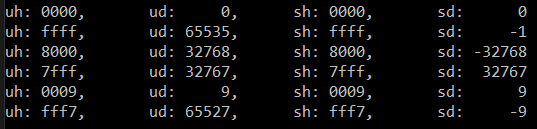 uh: 0000,      ud:     0,      sh: 0000,      sd:      0
uh: ffff,      ud: 65535,      sh: ffff,      sd:     -1
uh: 8000,      ud: 32768,      sh: 8000,      sd: -32768
uh: 7fff,      ud: 32767,      sh: 7fff,      sd:  32767
uh: 0009,      ud:     9,      sh: 0009,      sd:      9
uh: fff7,      ud: 65527,      sh: fff7,      sd:     -9